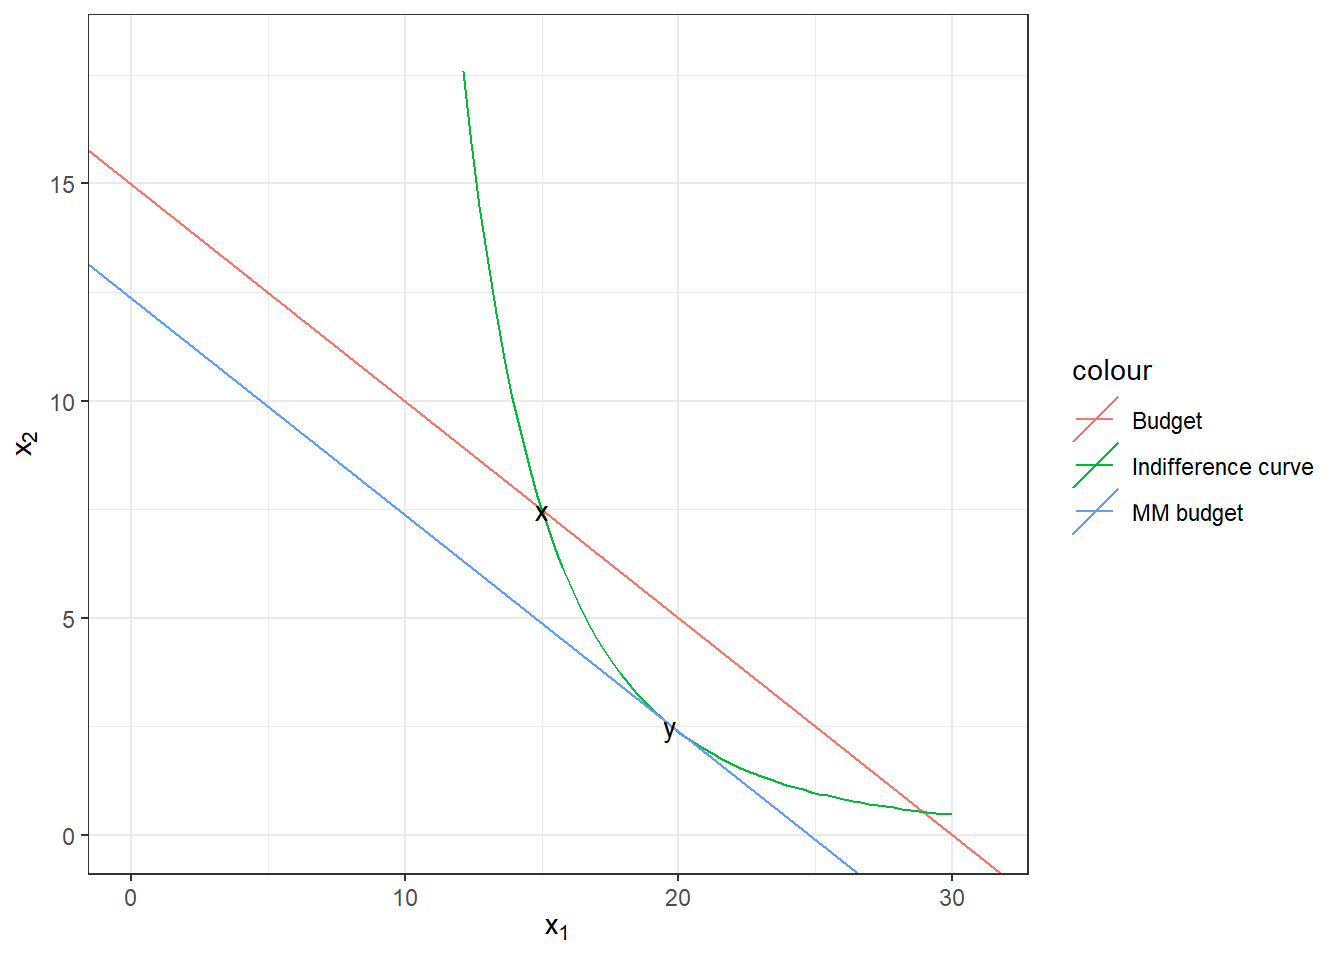 15
10
5
0
x₂
x
y
0
10
20
30
x₁
colour
Budget
Indifference curve
MM budget